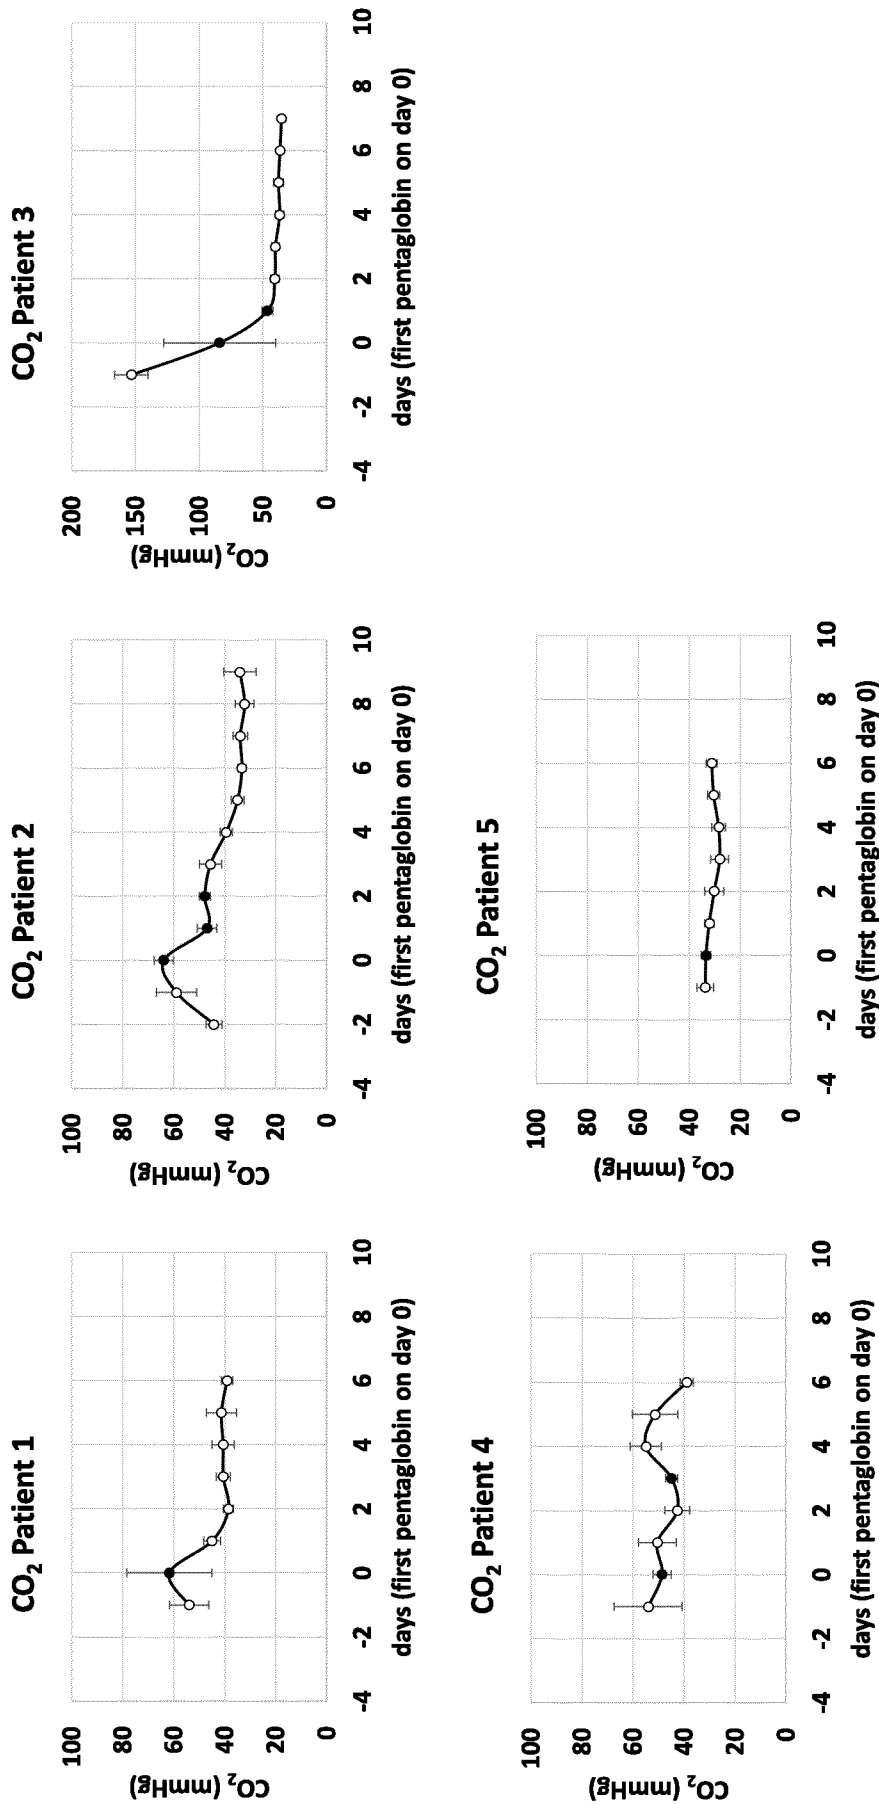 CO₂ Patient 1
100
80
60
40
20
0
CO₂ (mmHg)
-4 -2 0 2 4 6 8 10
days (first pentaglobin on day 0)
CO₂ Patient 2
100
80
60
40
20
0
CO₂ (mmHg)
-4 -2 0 2 4 6 8 10
days (first pentaglobin on day 0)
CO₂ Patient 3
200
150
100
50
0
CO₂ (mmHg)
-4 -2 0 2 4 6 8 10
days (first pentaglobin on day 0)
CO₂ Patient 4
100
80
60
40
20
0
CO₂ (mmHg)
-4 -2 0 2 4 6 8 10
days (first pentaglobin on day 0)
CO₂ Patient 5
100
80
60
40
20
0
CO₂ (mmHg)
-4 -2 0 2 4 6 8 10
days (first pentaglobin on day 0)